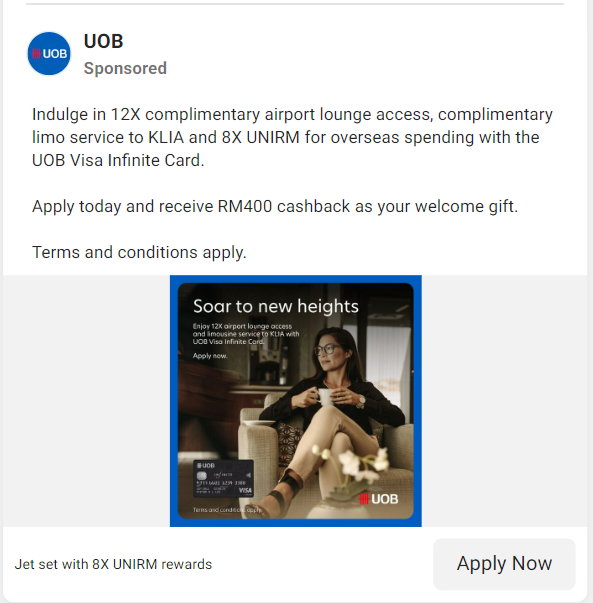 UOB
UOB
Sponsored
Indulge in 12X complimentary airport lounge access, complimentary
limo service to KLIA and 8X UNIRM for overseas spending with the
UOB Visa Infinite Card.
Apply today and receive RM400 cashback as your welcome gift.
Terms and conditions apply.
Soar to new heights
Enjoy 12X airport lounge access
and limousine service to KLIA with
UOB Visa Infinite Card.
Apply now.
UOB
VISA
Terms and conditions apply.
UOB
Jet set with 8X UNIRM rewards
Apply Now